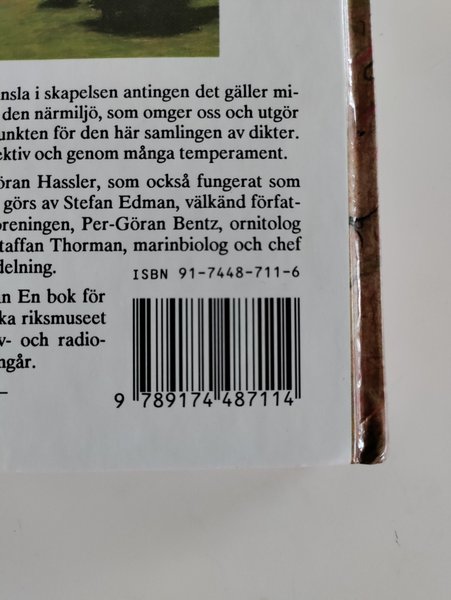 nsla i skapelsen antingen det gäller mi-
den närmiljö, som omger oss och utgör
unkten för den här samlingen av dikter.
ektiv och genom många temperament.
öran Hassler, som också fungerat som
görs av Stefan Edman, välkänd förfat-
oreningen, Per-Göran Bentz, ornitolog
taffan Thorman, marinbiolog och chef
delning.
ISBN 91-7448-711-6
n En bok för
ka riksmuseet
v- och radio-
ngår.
9 789174 487114